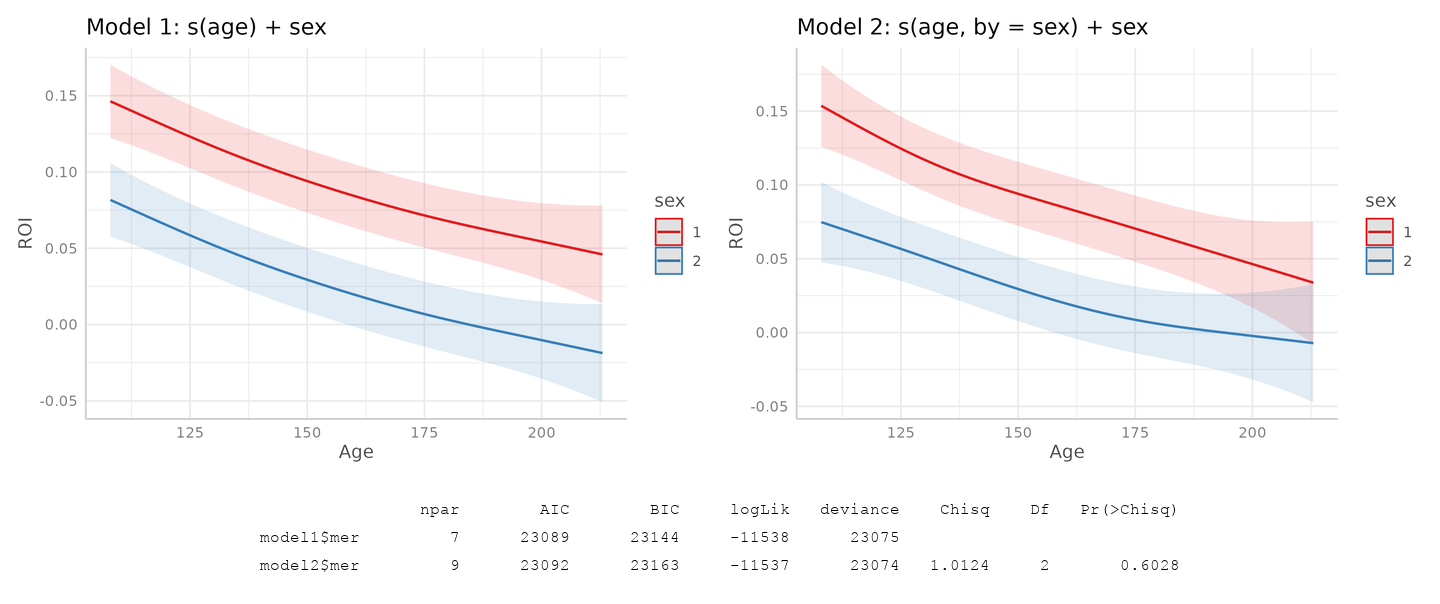 Model 1: s(age) + sex
0.15
0.10
0.05
0.00
-0.05
ROI
125 150 175 200
Age
sex
1
2
Model 2: s(age, by = sex) + sex
0.15
0.10
0.05
0.00
-0.05
ROI
125 150 175 200
Age
sex
1
2
npar AIC BIC logLik deviance Chisq Df Pr(>Chisq)
model1$mer 7 23089 23144 -11538 23075
model2$mer 9 23092 23163 -11537 23074 1.0124 2 0.6028